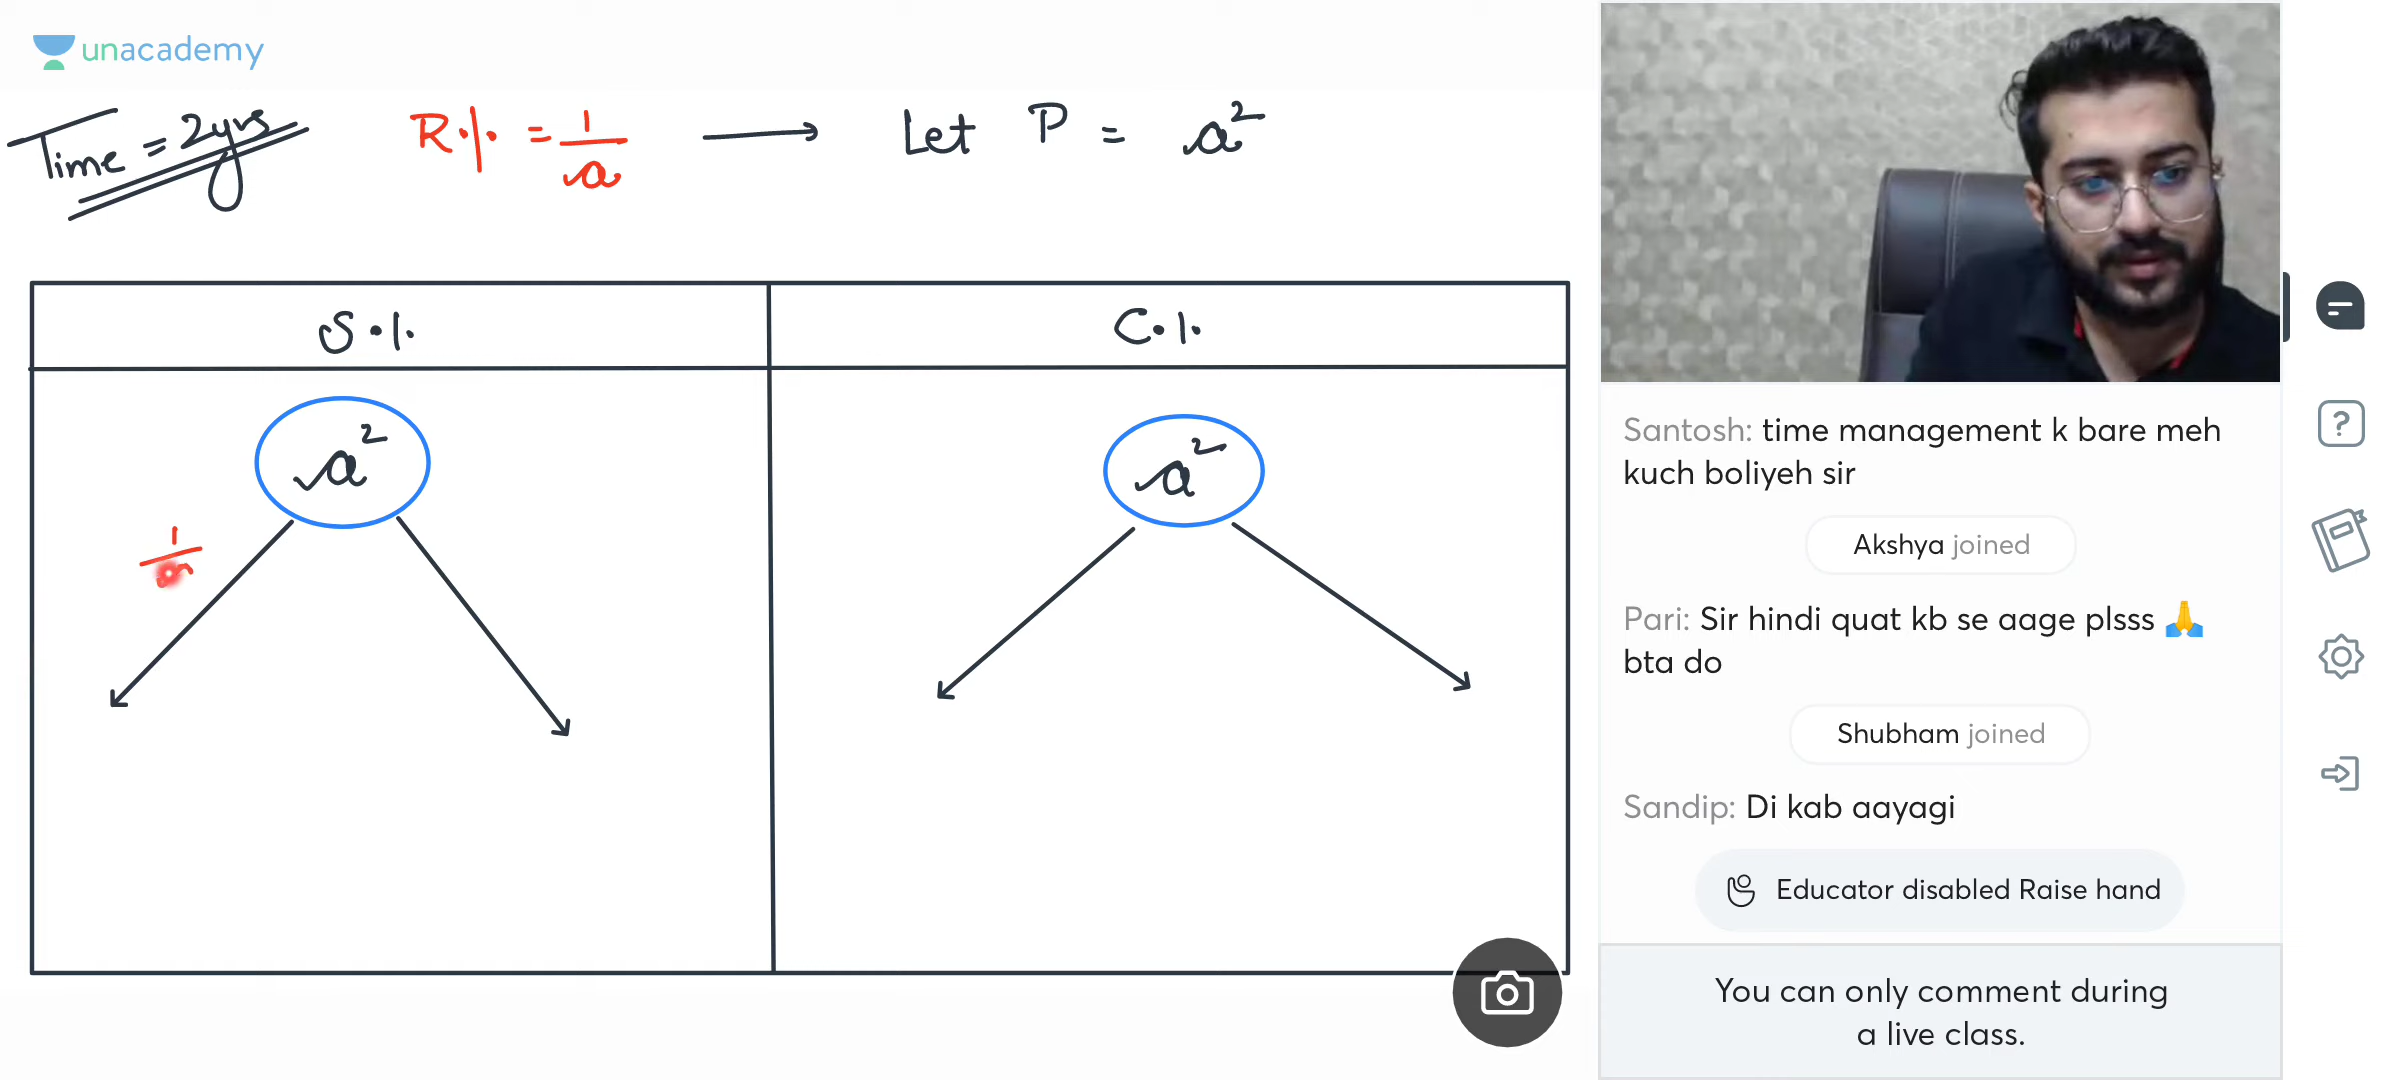 unacademy
Time = 2yrs R% = 1/a → Let P = a²
S.I. C.I.
a² a²
1/a
Santosh: time management k bare meh
kuch boliyeh sir
Akshya joined
Pari: Sir hindi quat kb se aage plsss 🙏
bta do
Shubham joined
Sandip: Di kab aayagi
Educator disabled Raise hand
You can only comment during
a live class.